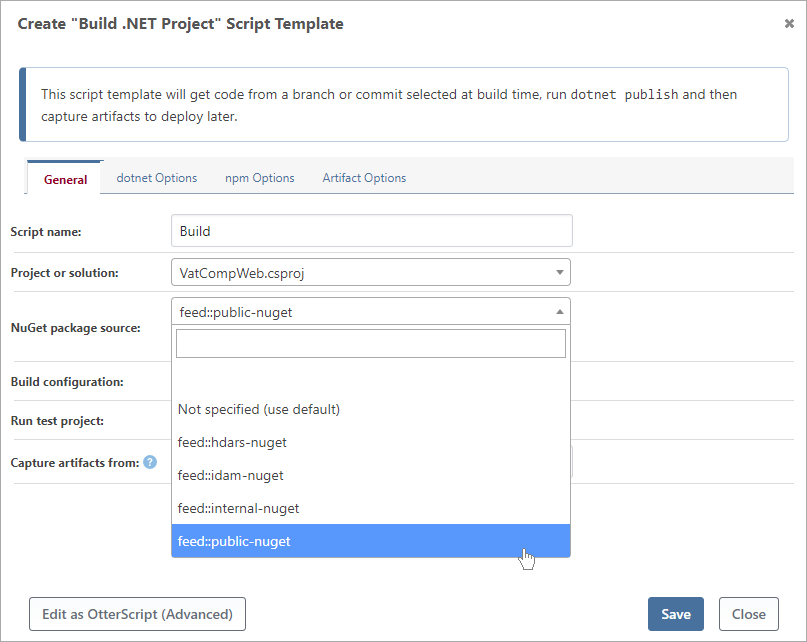 Create "Build .NET Project" Script Template
This script template will get code from a branch or commit selected at build time, run dotnet publish and then
capture artifacts to deploy later.
General dotnet Options npm Options Artifact Options
Script name: Build
Project or solution: VatCompWeb.csproj
NuGet package source: feed::public-nuget
Not specified (use default)
feed::hdars-nuget
feed::idam-nuget
feed::internal-nuget
feed::public-nuget
Build configuration:
Run test project:
Capture artifacts from: ?
Edit as OtterScript (Advanced) Save Close